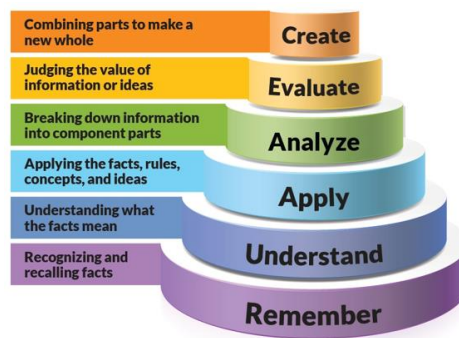 Combining parts to make a
new whole
Create
Judging the value of
information or ideas
Evaluate
Breaking down information
into component parts
Analyze
Applying the facts, rules,
concepts, and ideas
Apply
Understanding what
the facts mean
Understand
Recognizing and
recalling facts
Remember